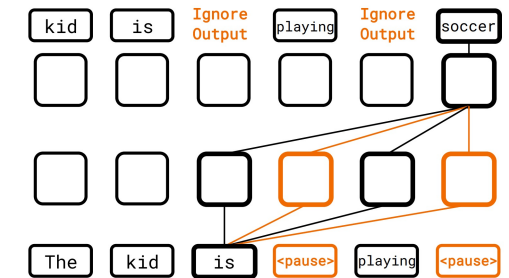 kid
is
Ignore
Output
playing
Ignore
Output
soccer
The
kid
is
<pause>
playing
<pause>